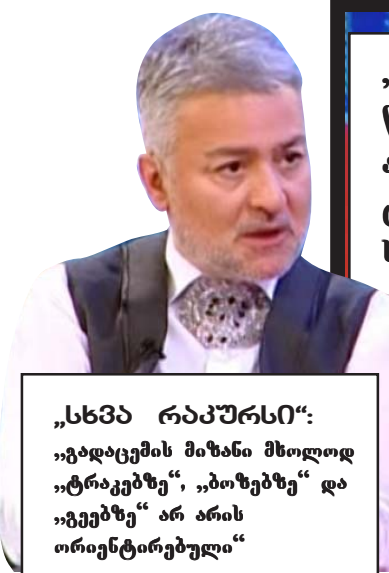 „სხვა რაკურსი“:
„გადაცემის მიზანი მხოლოდ
„ტრაკებზე“, „ბოზებზე“ და
„გეებზე“ არ არის
ორიენტირებული“